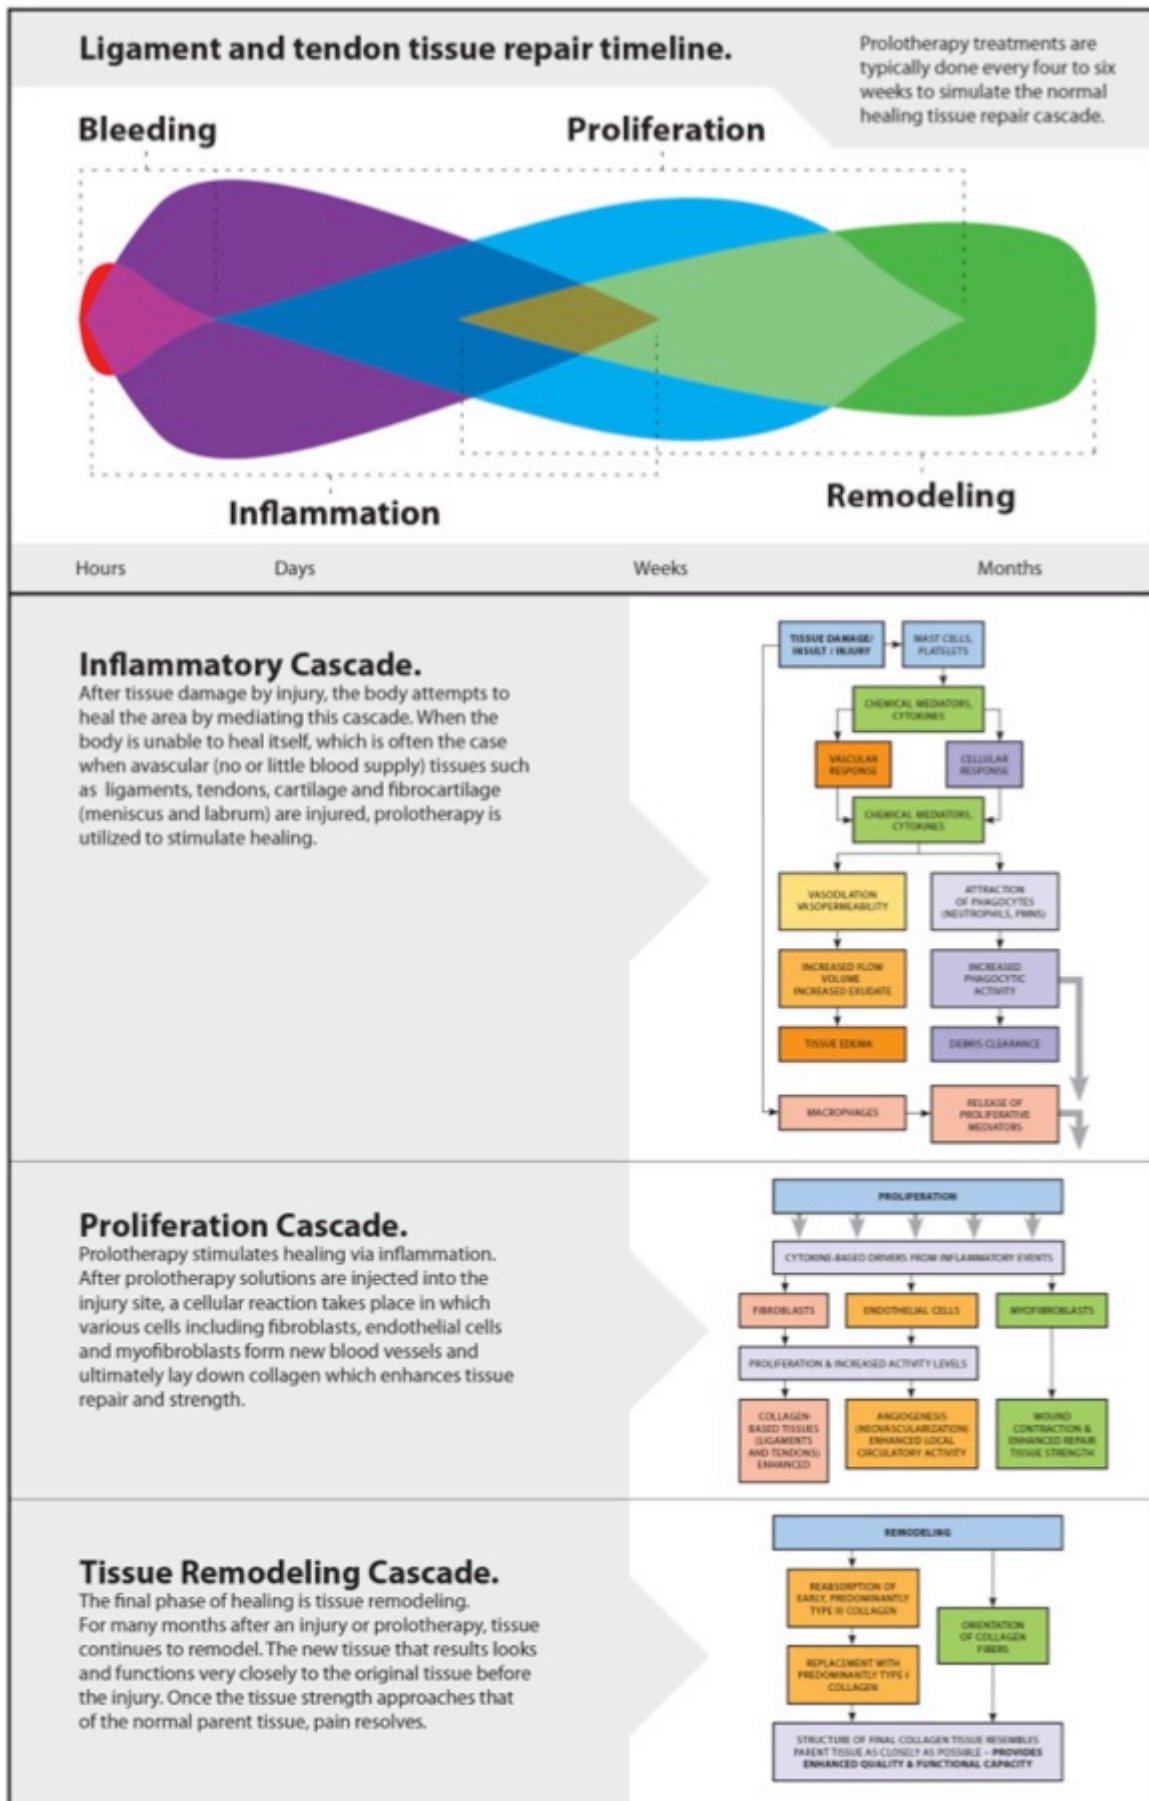 Ligament and tendon tissue repair timeline.
Prolotherapy treatments are
typically done every four to six
weeks to simulate the normal
healing tissue repair cascade.
Bleeding
Proliferation
Inflammation
Remodeling
Hours
Days
Weeks
Months
Inflammatory Cascade.
After tissue damage by injury, the body attempts to
heal the area by mediating this cascade. When the
body is unable to heal itself, which is often the case
when avascular (no or little blood supply) tissues such
as ligaments, tendons, cartilage and fibrocartilage
(meniscus and labrum) are injured, prolotherapy is
utilized to stimulate healing.
TISSUE DAMAGE/
INSULT / INJURY
MAST CELLS,
PLATELETS
CHEMICAL MEDIATORS,
CYTOKINES
VASCULAR
RESPONSE
CELLULAR
RESPONSE
CHEMICAL MEDIATORS,
CYTOKINES
VASODILATION
VASOPERMEABILITY
ATTRACTION
OF PHAGOCYTES
(NEUTROPHILS, PMNS)
INCREASED FLOW
VOLUME
INCREASED EXUDATE
INCREASED
PHAGOCYTIC
ACTIVITY
TISSUE EDEMA
DEBRIS CLEARANCE
MACROPHAGES
RELEASE OF
PROLIFERATIVE
MEDIATORS
Proliferation Cascade.
Prolotherapy stimulates healing via inflammation.
After prolotherapy solutions are injected into the
injury site, a cellular reaction takes place in which
various cells including fibroblasts, endothelial cells
and myofibroblasts form new blood vessels and
ultimately lay down collagen which enhances tissue
repair and strength.
PROLIFERATION
CYTOKINE-BASED DRIVERS FROM INFLAMMATORY EVENTS
FIBROBLASTS
ENDOTHELIAL CELLS
MYOFIBROBLASTS
PROLIFERATION & INCREASED ACTIVITY LEVELS
COLLAGEN-
BASED TISSUES
(LIGAMENTS
AND TENDONS)
ENHANCED
ANGIOGENESIS
(NEOVASCULARIZATION)
ENHANCED LOCAL
CIRCULATORY ACTIVITY
WOUND
CONTRACTION &
ENHANCED REPAIR
TISSUE STRENGTH
Tissue Remodeling Cascade.
The final phase of healing is tissue remodeling.
For many months after an injury or prolotherapy, tissue
continues to remodel. The new tissue that results looks
and functions very closely to the original tissue before
the injury. Once the tissue strength approaches that
of the normal parent tissue, pain resolves.
REMODELING
REABSORPTION OF
EARLY, PREDOMINANTLY
TYPE III COLLAGEN
ORIENTATION
OF COLLAGEN
FIBERS
REPLACEMENT WITH
PREDOMINANTLY TYPE I
COLLAGEN
STRUCTURE OF FINAL COLLAGEN TISSUE RESEMBLES
PARENT TISSUE AS CLOSELY AS POSSIBLE – PROVIDES
ENHANCED QUALITY & FUNCTIONAL CAPACITY